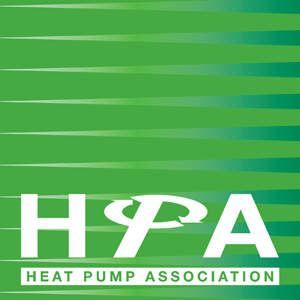 HPA
HEAT PUMP ASSOCIATION